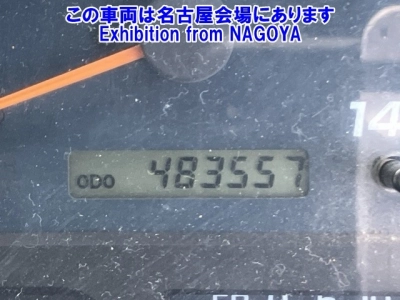 この車両は名古屋会場にあります
Exhibition from NAGOYA
14
ODO 483557